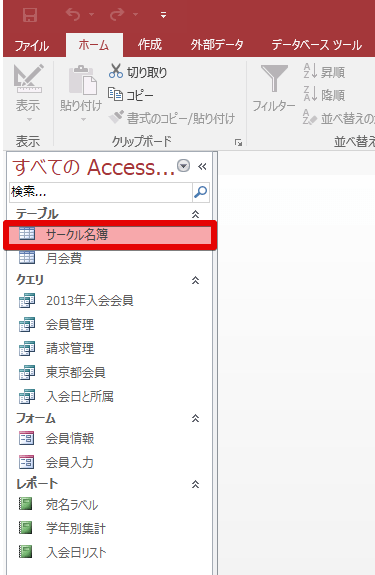 ファイル ホーム 作成 外部データ データベース ツール
表示
貼り付け
切り取り
コピー
書式のコピー/貼り付け
フィルター
昇順
降順
並べ替えの
表示 クリップボード 並べ替え
すべての Access...
検索...
テーブル
サークル名簿
月会費
クエリ
2013年入会会員
会員管理
請求管理
東京都会員
入会日と所属
フォーム
会員情報
会員入力
レポート
宛名ラベル
学年別集計
入会日リスト